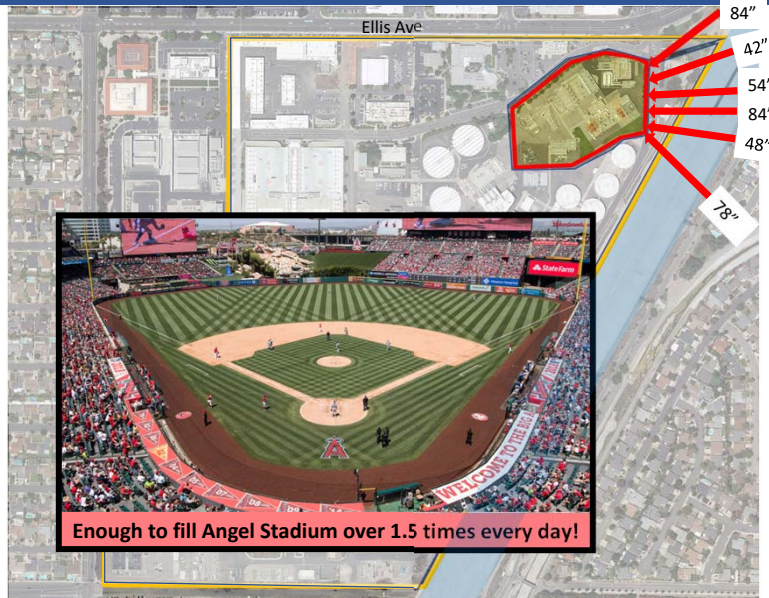 Ellis Ave
84”
42”
54”
84”
48”
78”
State Farm
WELCOME TO THE BIG A
A
Enough to fill Angel Stadium over 1.5 times every day!